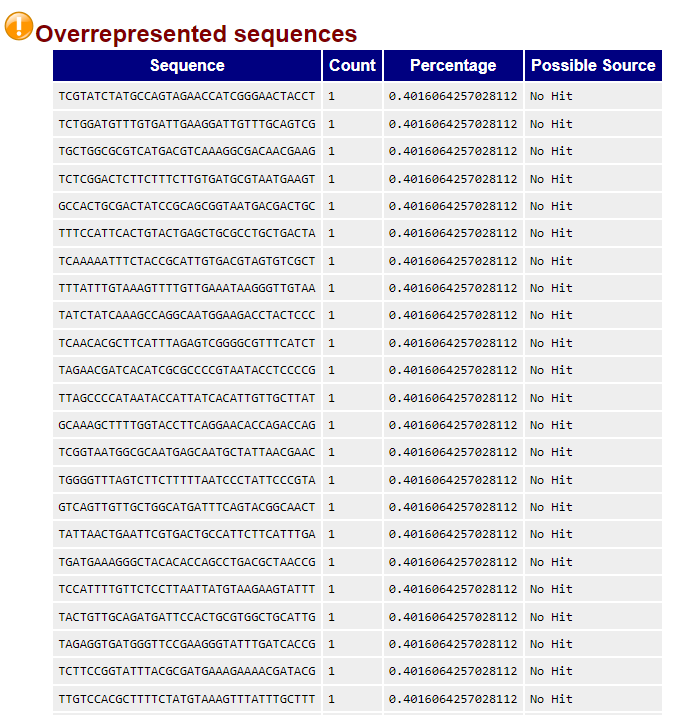 Overrepresented sequences
Sequence Count Percentage Possible Source
TCGTATCTATGCCAGTAGAACCATCGGGAACTACCT 1 0.4016064257028112 No Hit
TCTGGATGTTTGTGATTGAAGGATTGTTTGCAGTCG 1 0.4016064257028112 No Hit
TGCTGGCGCGTCATGACGTCAAAGGCGACAACGAAG 1 0.4016064257028112 No Hit
TCTCGGACTCTTCTTTCTTGTGATGCGTAATGAAGT 1 0.4016064257028112 No Hit
GCCACTGCGACTATCCGCAGCGGTAATGACGACTGC 1 0.4016064257028112 No Hit
TTTCCATTCACTGTACTGAGCTGCGCCTGCTGACTA 1 0.4016064257028112 No Hit
TCAAAAATTTCTACCGCATTGTGACGTAGTGTCGCT 1 0.4016064257028112 No Hit
TTTATTTGTAAAGTTTTGTTGAAATAAGGGTTGTAA 1 0.4016064257028112 No Hit
TATCTATCAAAGCCAGGCAATGGAAGACCTACTCCC 1 0.4016064257028112 No Hit
TCAACACGCTTCATTTAGAGTCGGGGCGTTTCATCT 1 0.4016064257028112 No Hit
TAGAACGATCACATCGCGCCCCGTAATACCTCCCCG 1 0.4016064257028112 No Hit
TTAGCCCCATAATACCATTATCACATTGTTGCTTAT 1 0.4016064257028112 No Hit
GCAAAGCTTTTGGTACCTTCAGGAACACCAGACCAG 1 0.4016064257028112 No Hit
TCGGTAATGGCGCAATGAGCAATGCTATTAACGAAC 1 0.4016064257028112 No Hit
TGGGGTTTAGTCTTCTTTTTAATCCCTATTCCCGTA 1 0.4016064257028112 No Hit
GTCAGTTGTTGCTGGCATGATTTCAGTACGGCAACT 1 0.4016064257028112 No Hit
TATTAACTGAATTCGTGACTGCCATTCTTCATTTGA 1 0.4016064257028112 No Hit
TGATGAAAGGGCTACACACCAGCCTGACGCTAACCG 1 0.4016064257028112 No Hit
TCCATTTTGTTCTCCTTAATTATGTAAGAAGTATTT 1 0.4016064257028112 No Hit
TACTGTTGCAGATGATTCCACTGCGTGGCTGCATTG 1 0.4016064257028112 No Hit
TAGAGGTGATGGGTTCCGAAGGGTATTTGATCACCG 1 0.4016064257028112 No Hit
TCTTCCGGTATTTACGCGATGAAAGAAAACGATACG 1 0.4016064257028112 No Hit
TTGTCCACGCTTTTCTATGTAAAGTTTATTTGCTTT 1 0.4016064257028112 No Hit